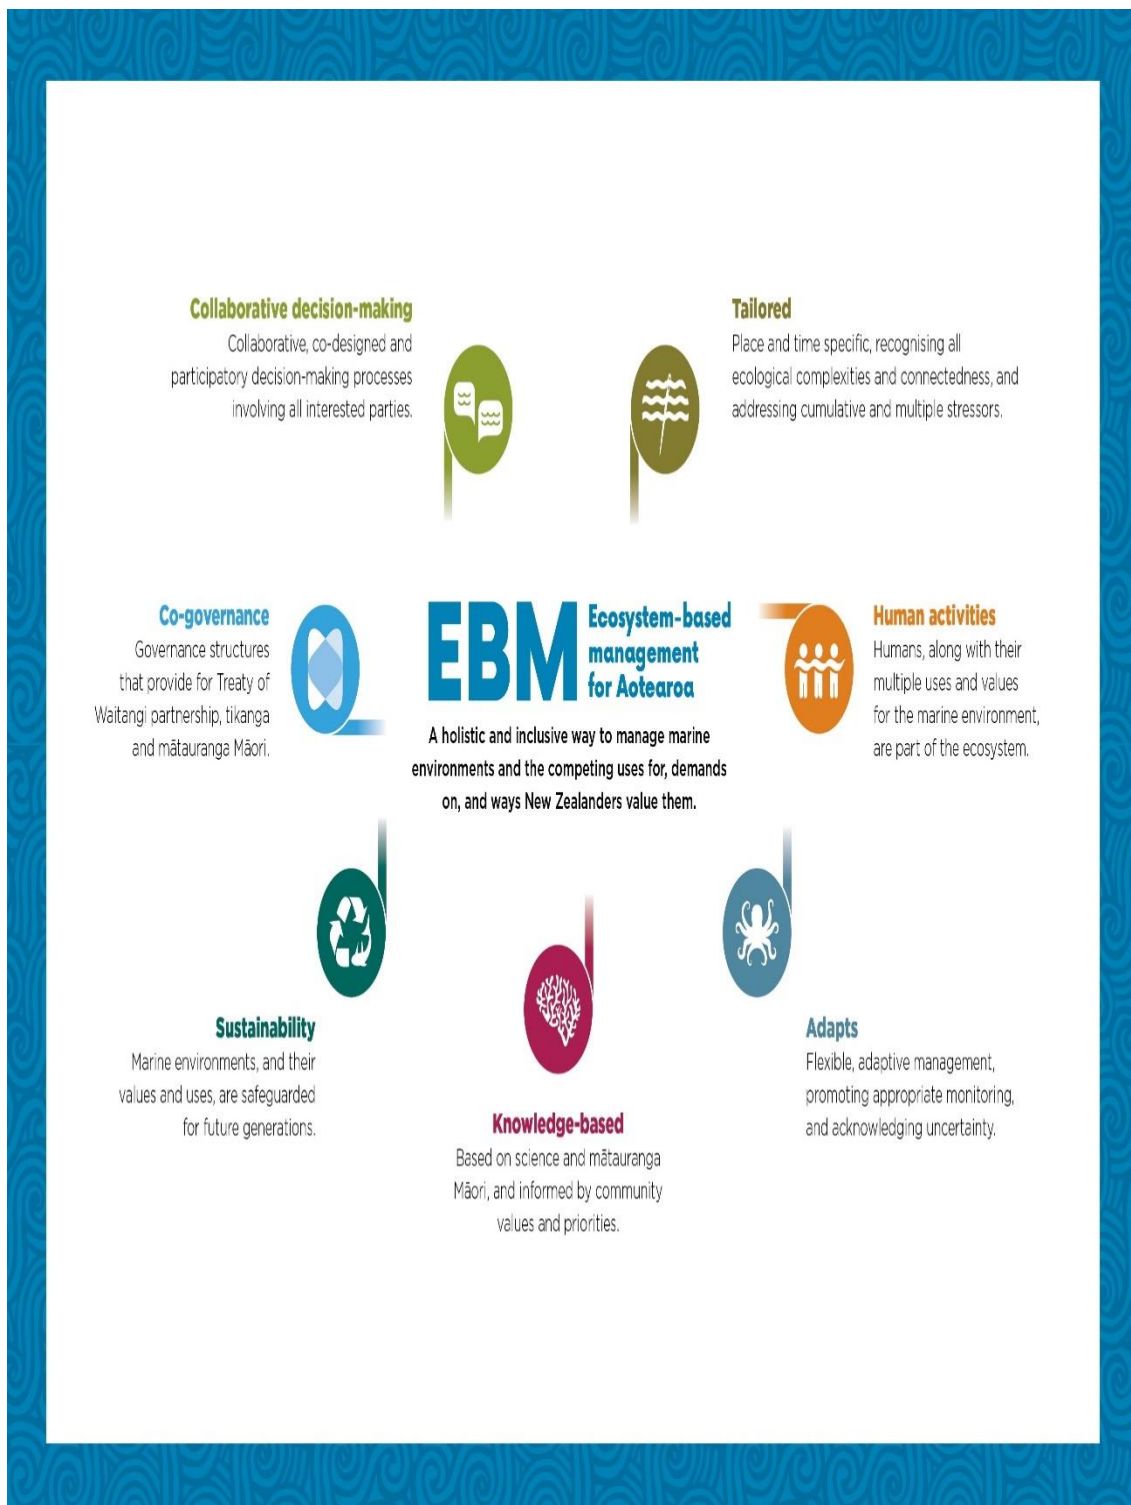 Collaborative decision-making
Collaborative, co-designed and
participatory decision-making processes
involving all interested parties.
Tailored
Place and time specific, recognising all
ecological complexities and connectedness, and
addressing cumulative and multiple stressors.
Co-governance
Governance structures
that provide for Treaty of
Waitangi partnership, tikanga
and mātauranga Māori.
EBM
Ecosystem-based
management
for Aotearoa
A holistic and inclusive way to manage marine
environments and the competing uses for, demands
on, and ways New Zealanders value them.
Human activities
Humans, along with their
multiple uses and values
for the marine environment,
are part of the ecosystem.
Sustainability
Marine environments, and their
values and uses, are safeguarded
for future generations.
Knowledge-based
Based on science and mātauranga
Māori, and informed by community
values and priorities.
Adapts
Flexible, adaptive management,
promoting appropriate monitoring,
and acknowledging uncertainty.